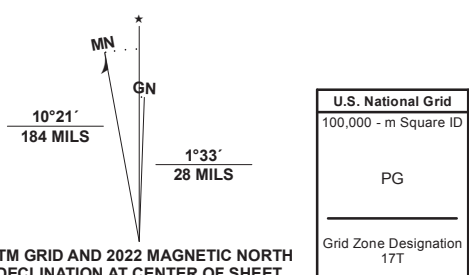 MN
GN
10°21´
184 MILS
1°33´
28 MILS
TM GRID AND 2022 MAGNETIC NORTH
DECLINATION AT CENTER OF SHEET
U.S. National Grid
100,000 - m Square ID
PG
Grid Zone Designation
17T